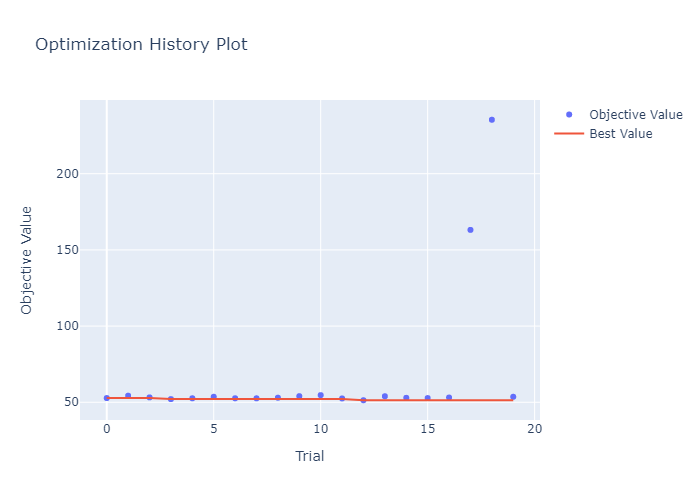 Optimization History Plot
Objective Value
Best Value
200
150
100
50
Objective Value
0
5
10
15
20
Trial